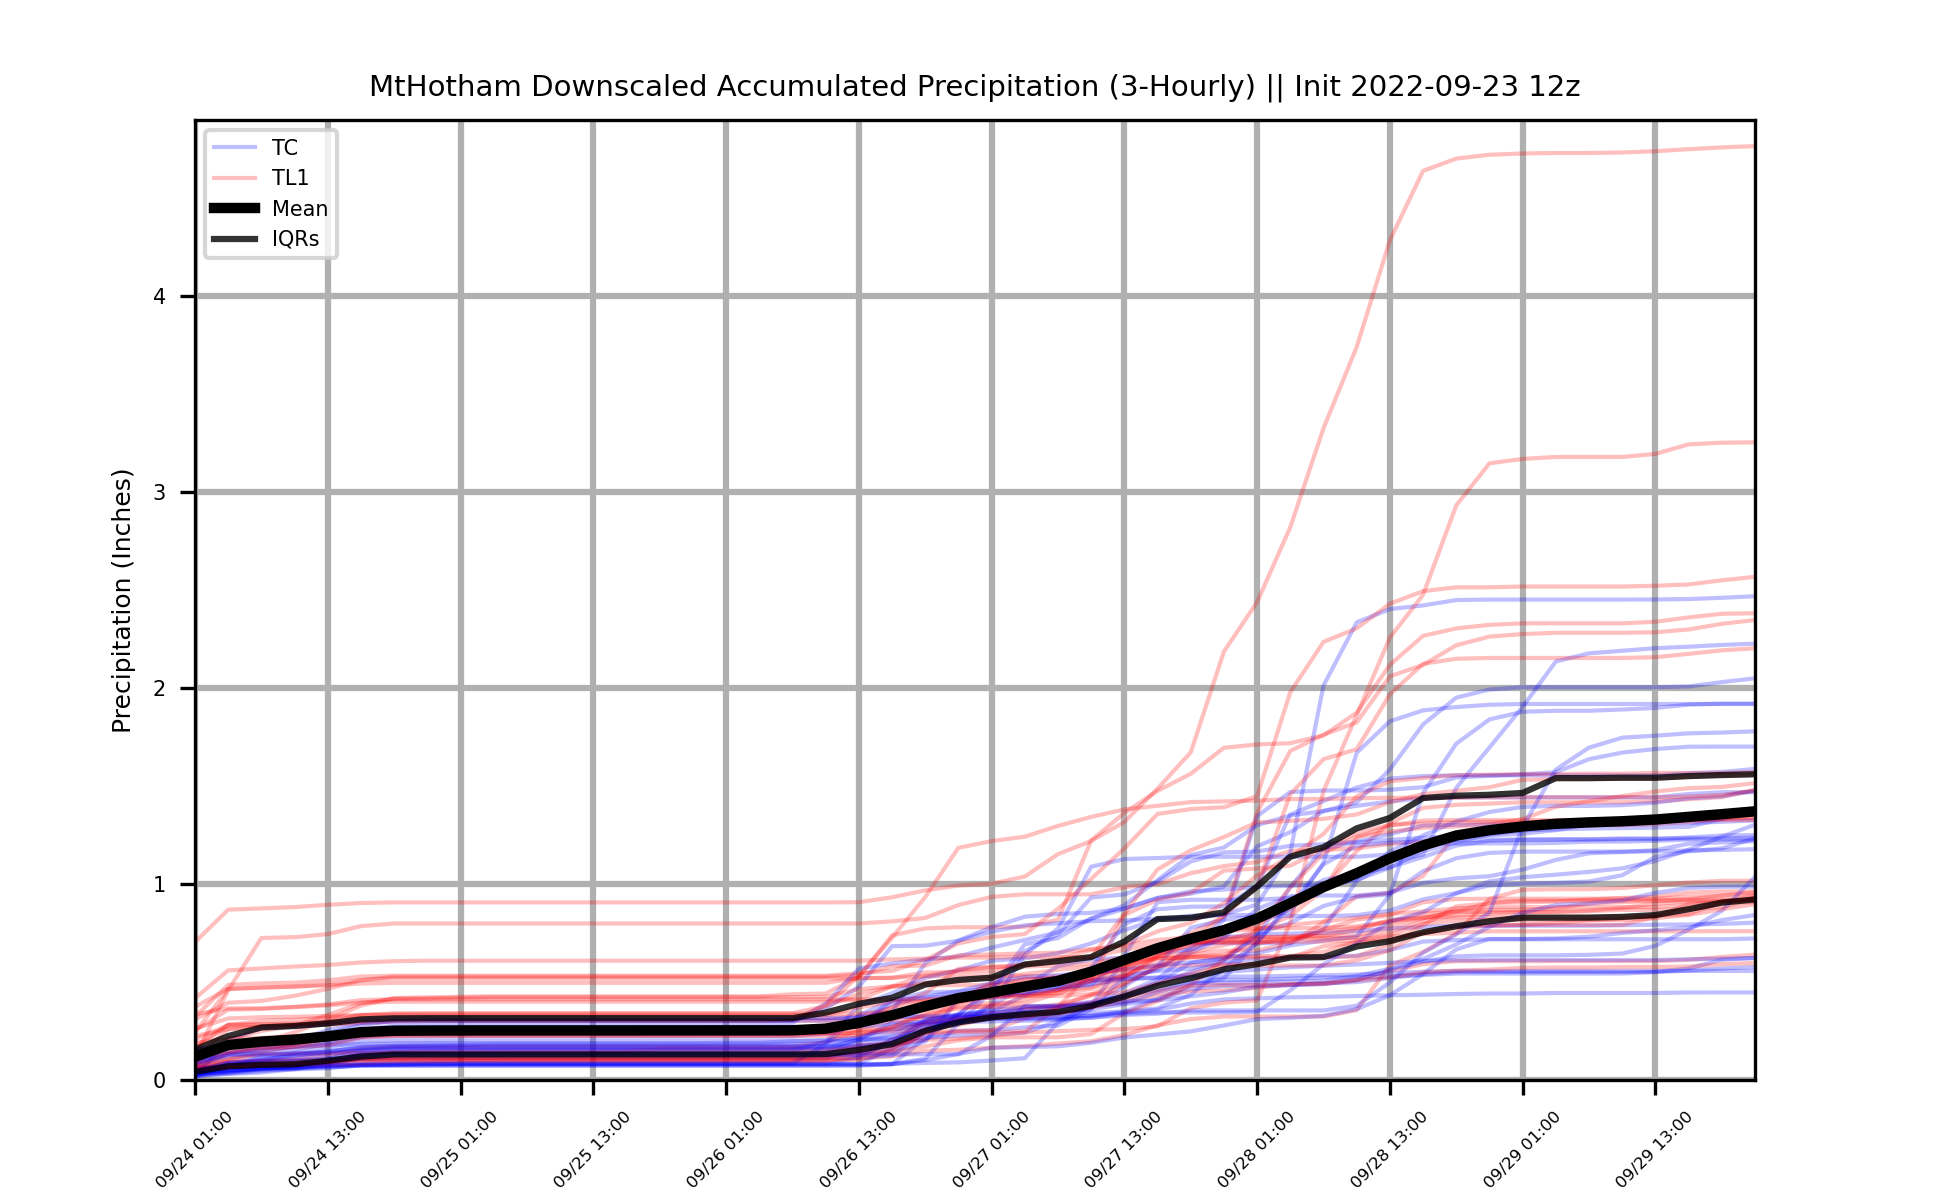 MtHotham Downscaled Accumulated Precipitation (3-Hourly) || Init 2022-09-23 12z
TC
TL1
Mean
IQRs
Precipitation (Inches)
4
3
2
1
0
09/24 01:00
09/24 13:00
09/25 01:00
09/25 13:00
09/26 01:00
09/26 13:00
09/27 01:00
09/27 13:00
09/28 01:00
09/28 13:00
09/29 01:00
09/29 13:00